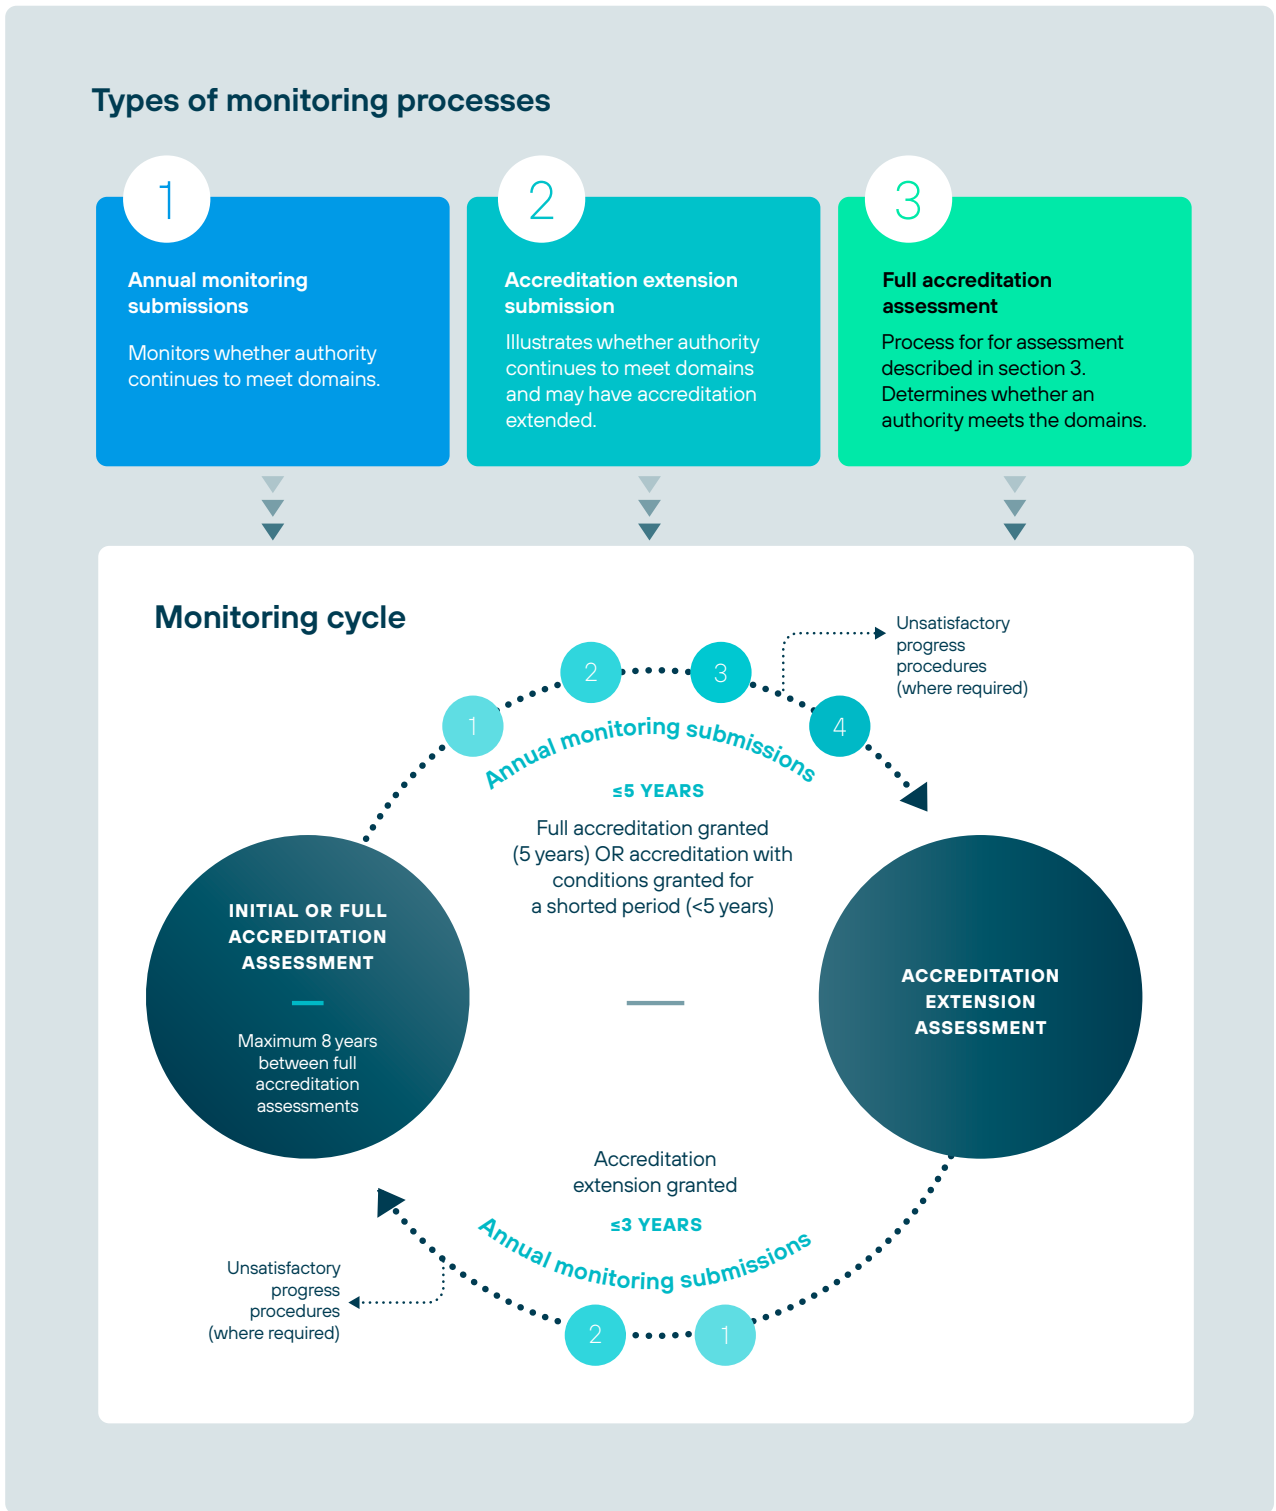 Types of monitoring processes
1
Annual monitoring
submissions
Monitors whether authority
continues to meet domains.
2
Accreditation extension
submission
Illustrates whether authority
continues to meet domains
and may have accreditation
extended.
3
Full accreditation
assessment
Process for for assessment
described in section 3.
Determines whether an
authority meets the domains.
Monitoring cycle
1
2
3
4
Unsatisfactory
progress
procedures
(where required)
Annual monitoring submissions
≤5 YEARS
Full accreditation granted
(5 years) OR accreditation with
conditions granted for
a shorted period (<5 years)
INITIAL OR FULL
ACCREDITATION
ASSESSMENT
Maximum 8 years
between full
accreditation
assessments
ACCREDITATION
EXTENSION
ASSESSMENT
Accreditation
extension granted
≤3 YEARS
Annual monitoring submissions
Unsatisfactory
progress
procedures
(where required)
2
1